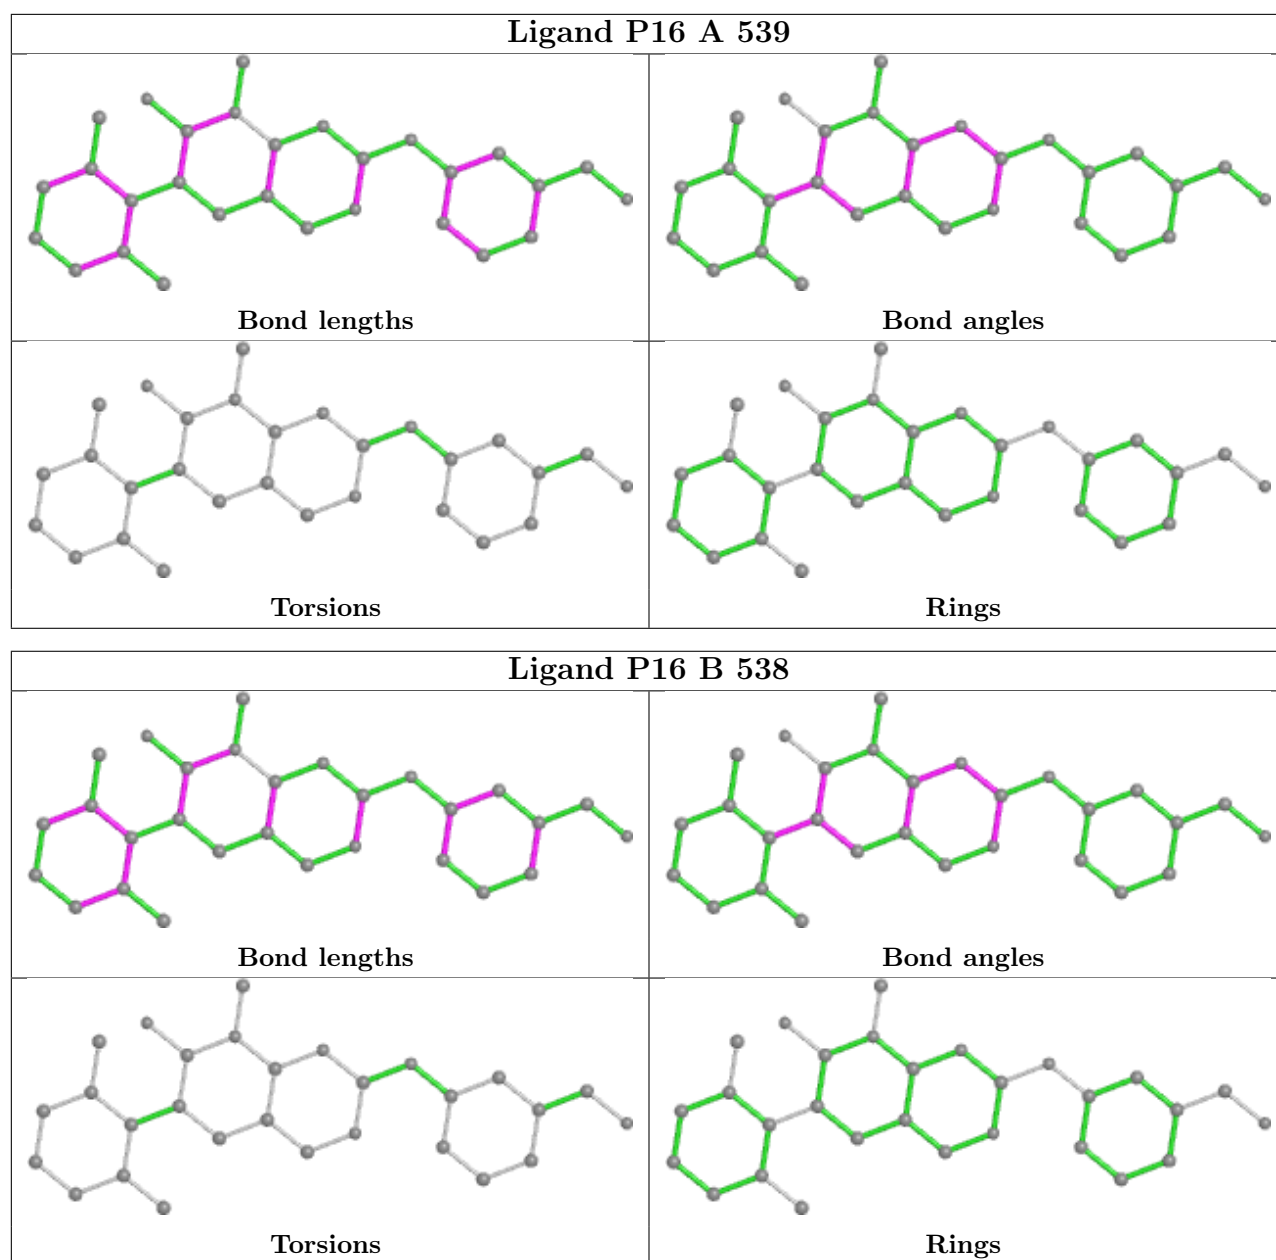 Ligand P16 A 539
Bond lengths
Bond angles
Torsions
Rings
Ligand P16 B 538
Bond lengths
Bond angles
Torsions
Rings